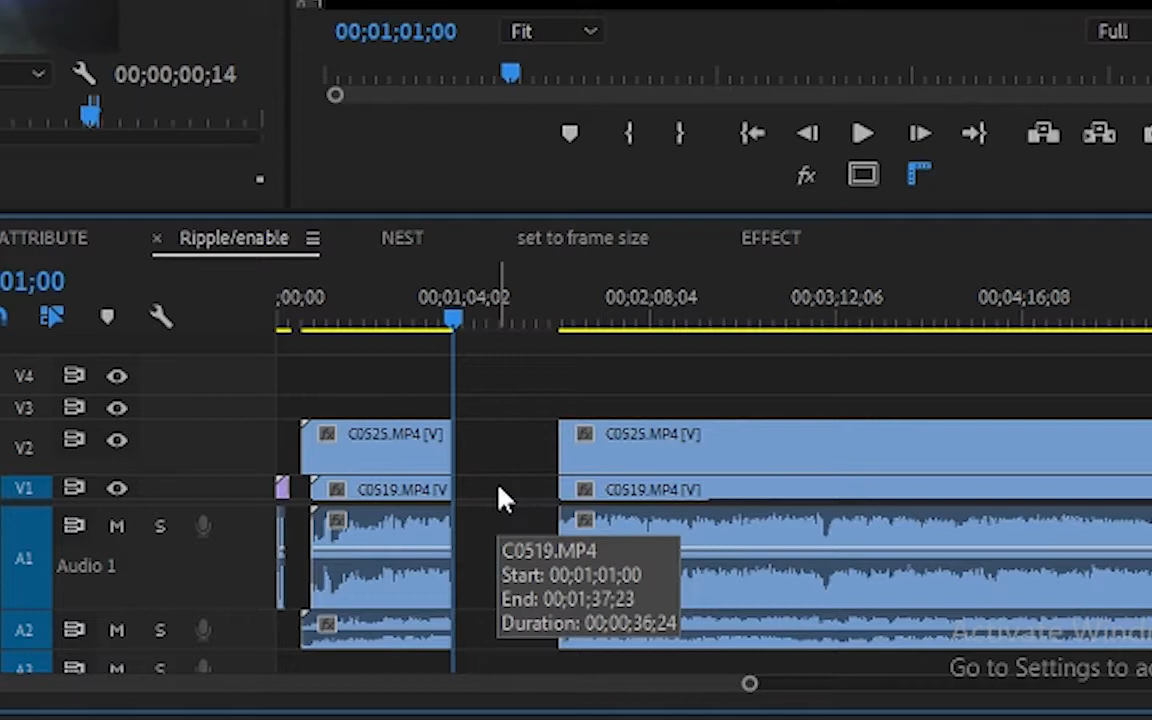 00;01;01;00
Fit
Full
00;00;00;14
ATTRIBUTE
Ripple/enable
NEST
set to frame size
EFFECT
01;00
;00;00
00;01;04;02
00;02;08;04
00;03;12;06
00;04;16;08
V4
V3
V2
C0525.MP4 [V]
C0525.MP4 [V]
V1
C0519.MP4 [V
C0519.MP4 [V]
M
S
A1
Audio 1
C0519.MP4
Start: 00;01;01;00
End: 00;01;37;23
Duration: 00;00;36;24
A2
M
S
Activate Wind
Go to Settings to a
A3
M
S